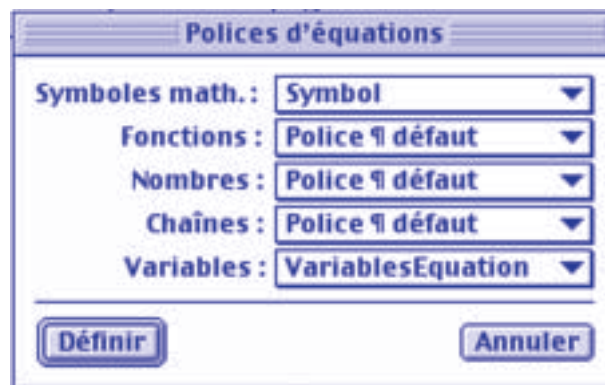 Polices d'équations
Symboles math. : Symbol
Fonctions : Police ¶ défaut
Nombres : Police ¶ défaut
Chaînes : Police ¶ défaut
Variables : VariablesEquation
Définir Annuler